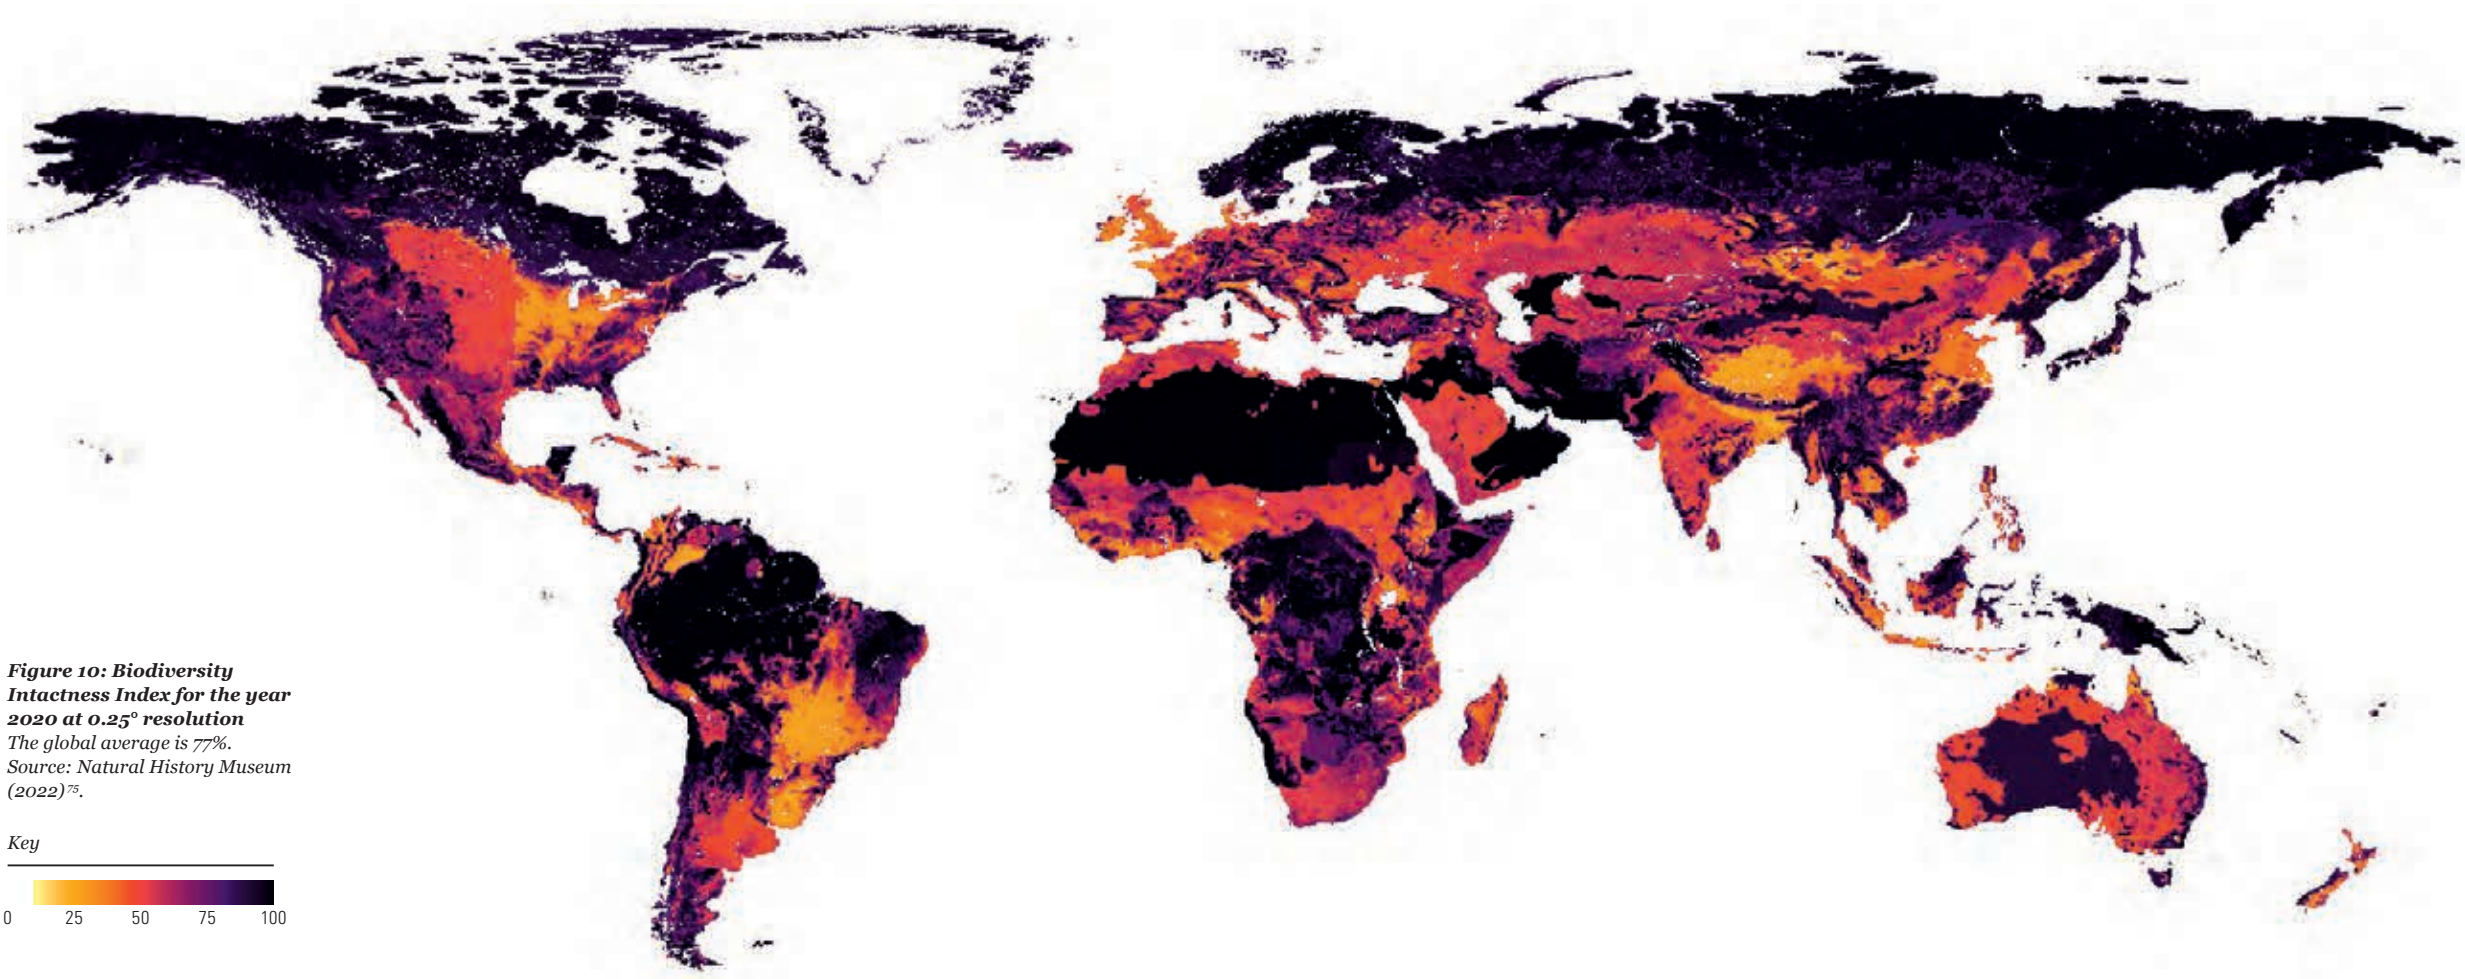 Figure 10: Biodiversity
Intactness Index for the year
2020 at 0.25° resolution
The global average is 77%.
Source: Natural History Museum
(2022)⁷⁵.
Key
0 25 50 75 100